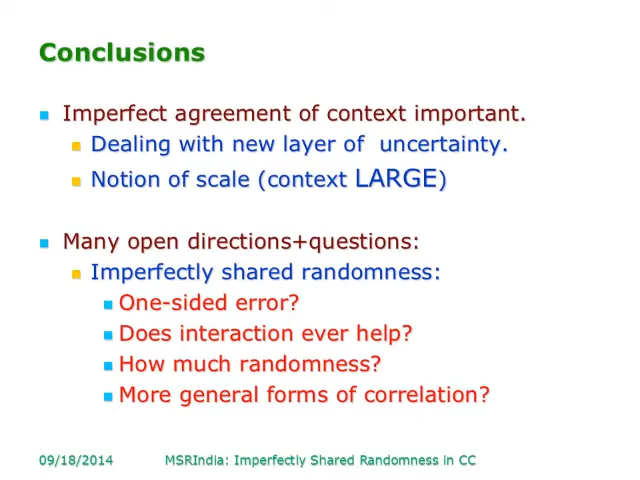 Conclusions
Imperfect agreement of context important.
Dealing with new layer of uncertainty.
Notion of scale (context LARGE)
Many open directions+questions:
Imperfectly shared randomness:
One-sided error?
Does interaction ever help?
How much randomness?
More general forms of correlation?
09/18/2014 MSRIndia: Imperfectly Shared Randomness in CC